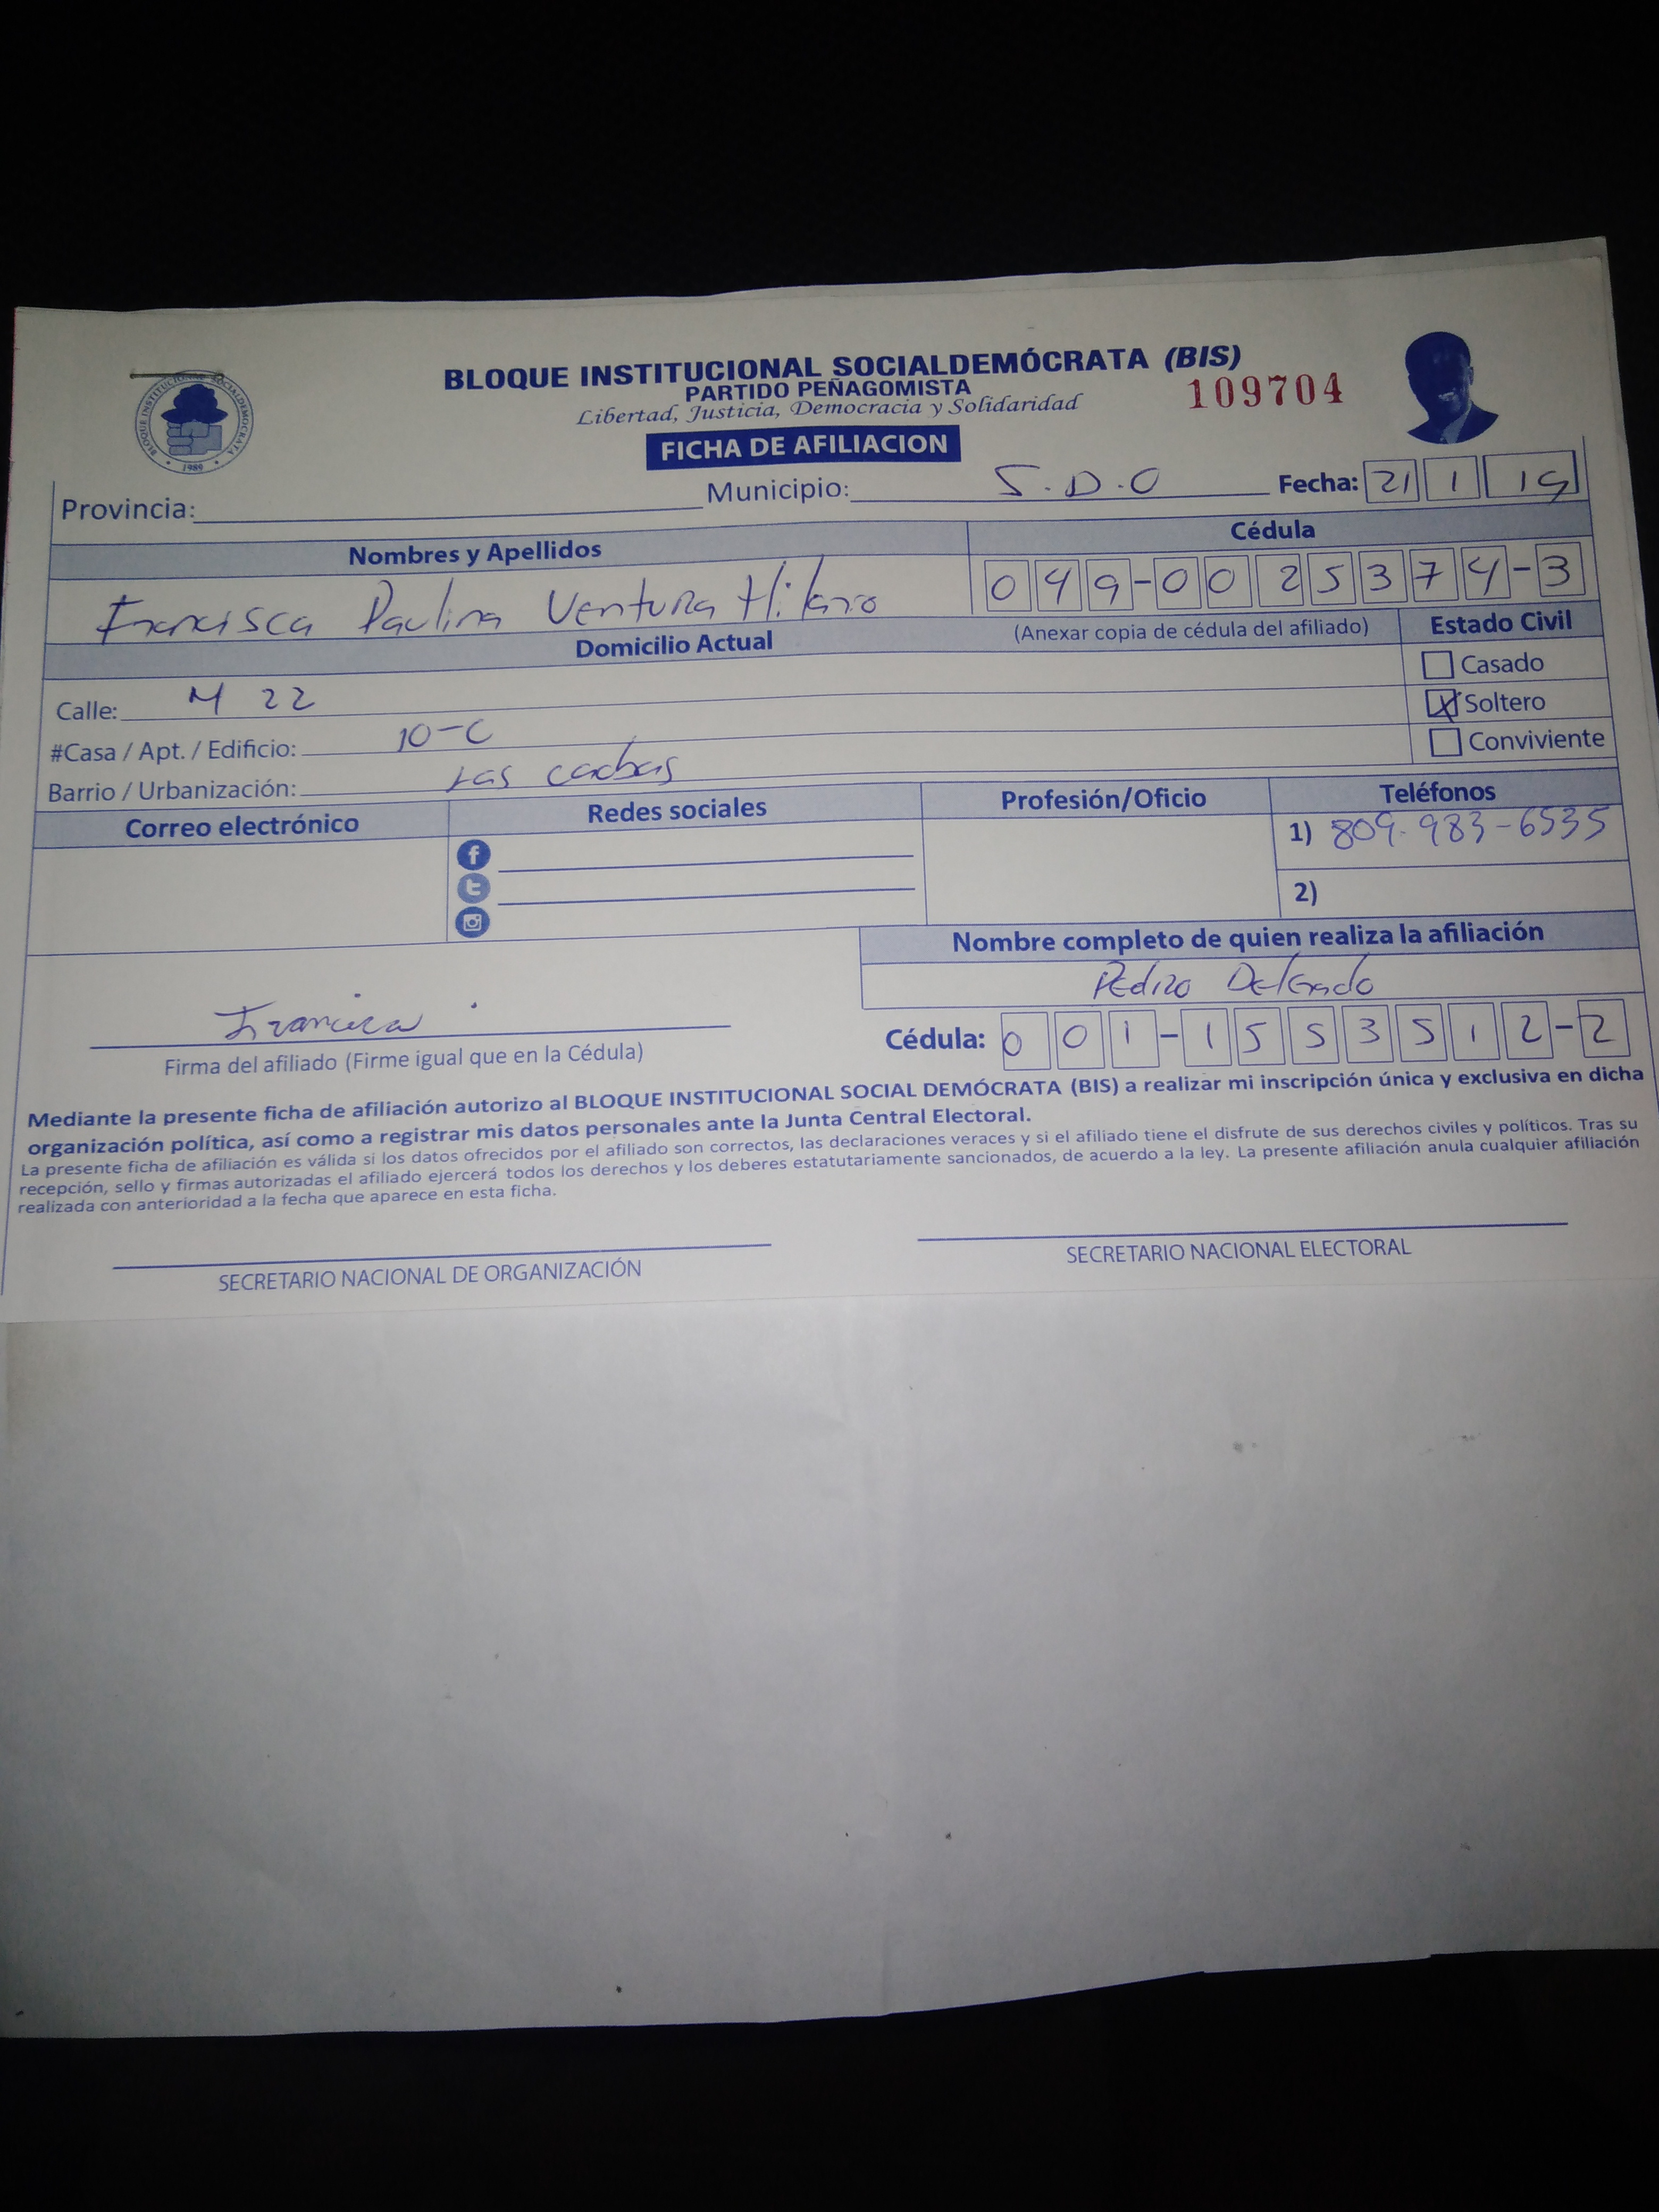 BLOQUE INSTITUCIONAL SOCIALDEMÓCRATA (BIS)
PARTIDO PEÑAGOMISTA
109704
Libertad, Justicia, Democracia y Solidaridad
BLOQUE INSTITUCIONAL SOCIALDEMOCRATA
1989
FICHA DE AFILIACION
Provincia: Municipio: S.D.O Fecha: 21 1 19
Nombres y Apellidos Cédula
Francisca Paulina Ventura Hilario 049-0025374-3
Domicilio Actual (Anexar copia de cédula del afiliado) Estado Civil
Calle: M 22 Casado
#Casa / Apt. / Edificio: 10-C X Soltero
Barrio / Urbanización: Las Conviviente
Correo electrónico Redes sociales Profesión/Oficio Teléfonos
1) 809-983-6535
2)
Nombre completo de quien realiza la afiliación
Pedro Delgado
Francisca Cédula: 001-1553512-2
Firma del afiliado (Firme igual que en la Cédula)
Mediante la presente ficha de afiliación autorizo al BLOQUE INSTITUCIONAL SOCIAL DEMÓCRATA (BIS) a realizar mi inscripción única y exclusiva en dicha
organización política, así como a registrar mis datos personales ante la Junta Central Electoral.
La presente ficha de afiliación es válida si los datos ofrecidos por el afiliado son correctos, las declaraciones veraces y si el afiliado tiene el disfrute de sus derechos civiles y políticos. Tras su
recepción, sello y firmas autorizadas el afiliado ejercerá todos los derechos y los deberes estatutariamente sancionados, de acuerdo a la ley. La presente afiliación anula cualquier afiliación
realizada con anterioridad a la fecha que aparece en esta ficha.
SECRETARIO NACIONAL DE ORGANIZACIÓN SECRETARIO NACIONAL ELECTORAL